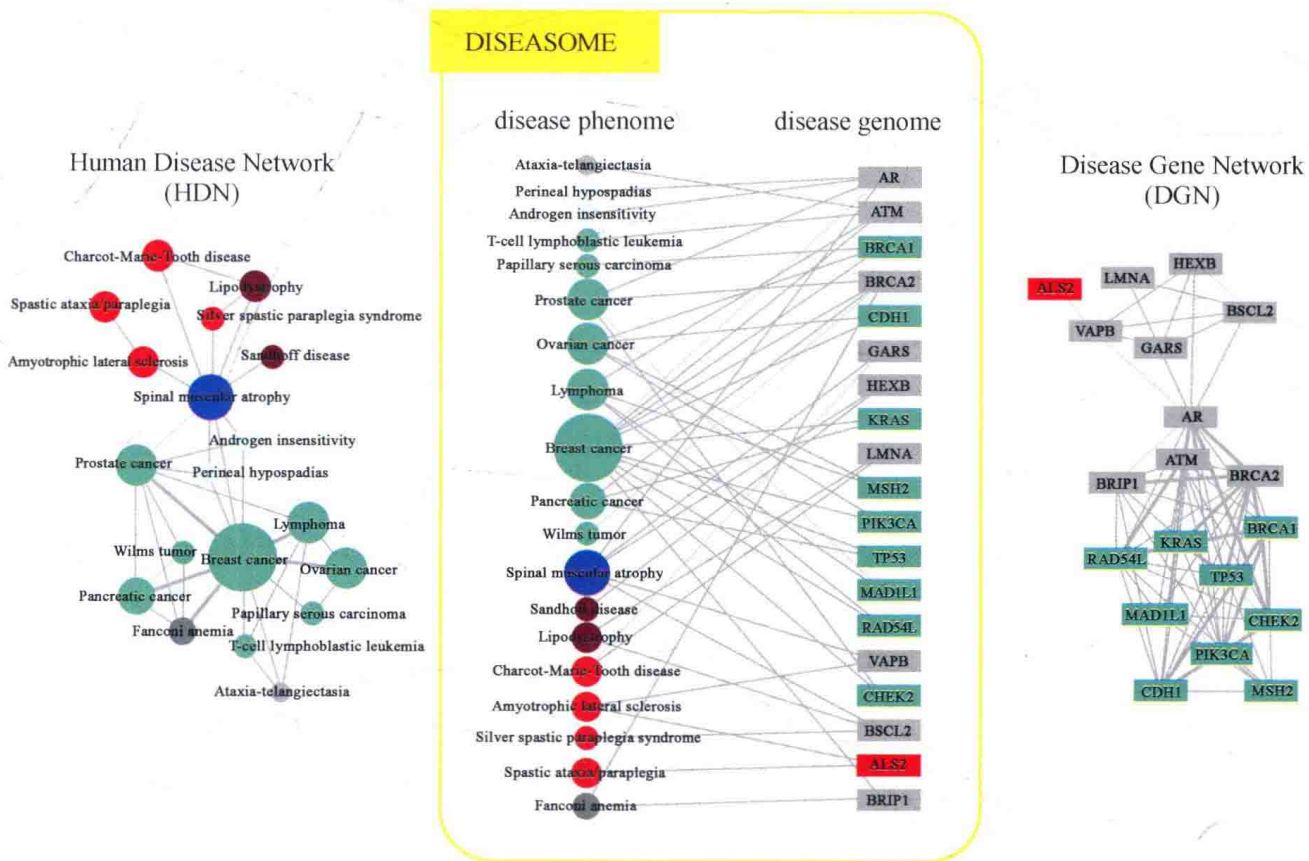 DISEASOME
disease phenome
disease genome
Human Disease Network
(HDN)
Disease Gene Network
(DGN)
Charcot-Marie-Tooth disease
Lipodystrophy
Spastic ataxia/paraplegia
Silver spastic paraplegia syndrome
Amyotrophic lateral sclerosis
Sandhoff disease
Spinal muscular atrophy
Androgen insensitivity
Prostate cancer
Perineal hypospadias
Lymphoma
Wilms tumor
Breast cancer
Ovarian cancer
Pancreatic cancer
Papillary serous carcinoma
Fanconi anemia
T-cell lymphoblastic leukemia
Ataxia-telangiectasia
Ataxia-telangiectasia
Perineal hypospadias
Androgen insensitivity
T-cell lymphoblastic leukemia
Papillary serous carcinoma
Prostate cancer
Ovarian cancer
Lymphoma
Breast cancer
Pancreatic cancer
Wilms tumor
Spinal muscular atrophy
Sandhoff disease
Lipodystrophy
Charcot-Marie-Tooth disease
Amyotrophic lateral sclerosis
Silver spastic paraplegia syndrome
Spastic ataxia/paraplegia
Fanconi anemia
AR
ATM
BRCA1
BRCA2
CDH1
GARS
HEXB
KRAS
LMNA
MSH2
PIK3CA
TP53
MAD1L1
RAD54L
VAPB
CHEK2
BSCL2
ALS2
BRIP1
HEXB
LMNA
ALS2
BSCL2
VAPB
GARS
AR
ATM
BRIP1
BRCA2
BRCA1
KRAS
RAD54L
TP53
MAD1L1
CHEK2
PIK3CA
CDH1
MSH2